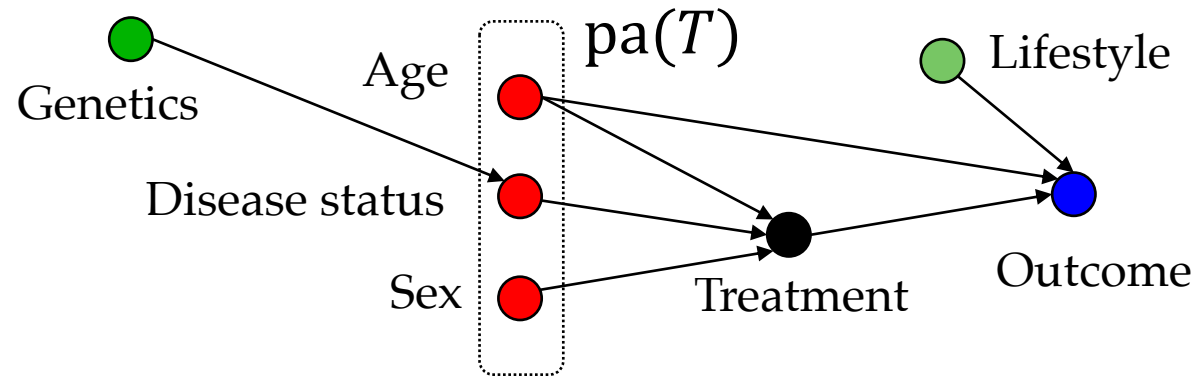 pa(T)
Lifestyle
Age
Genetics
Disease status
Outcome
Sex
Treatment